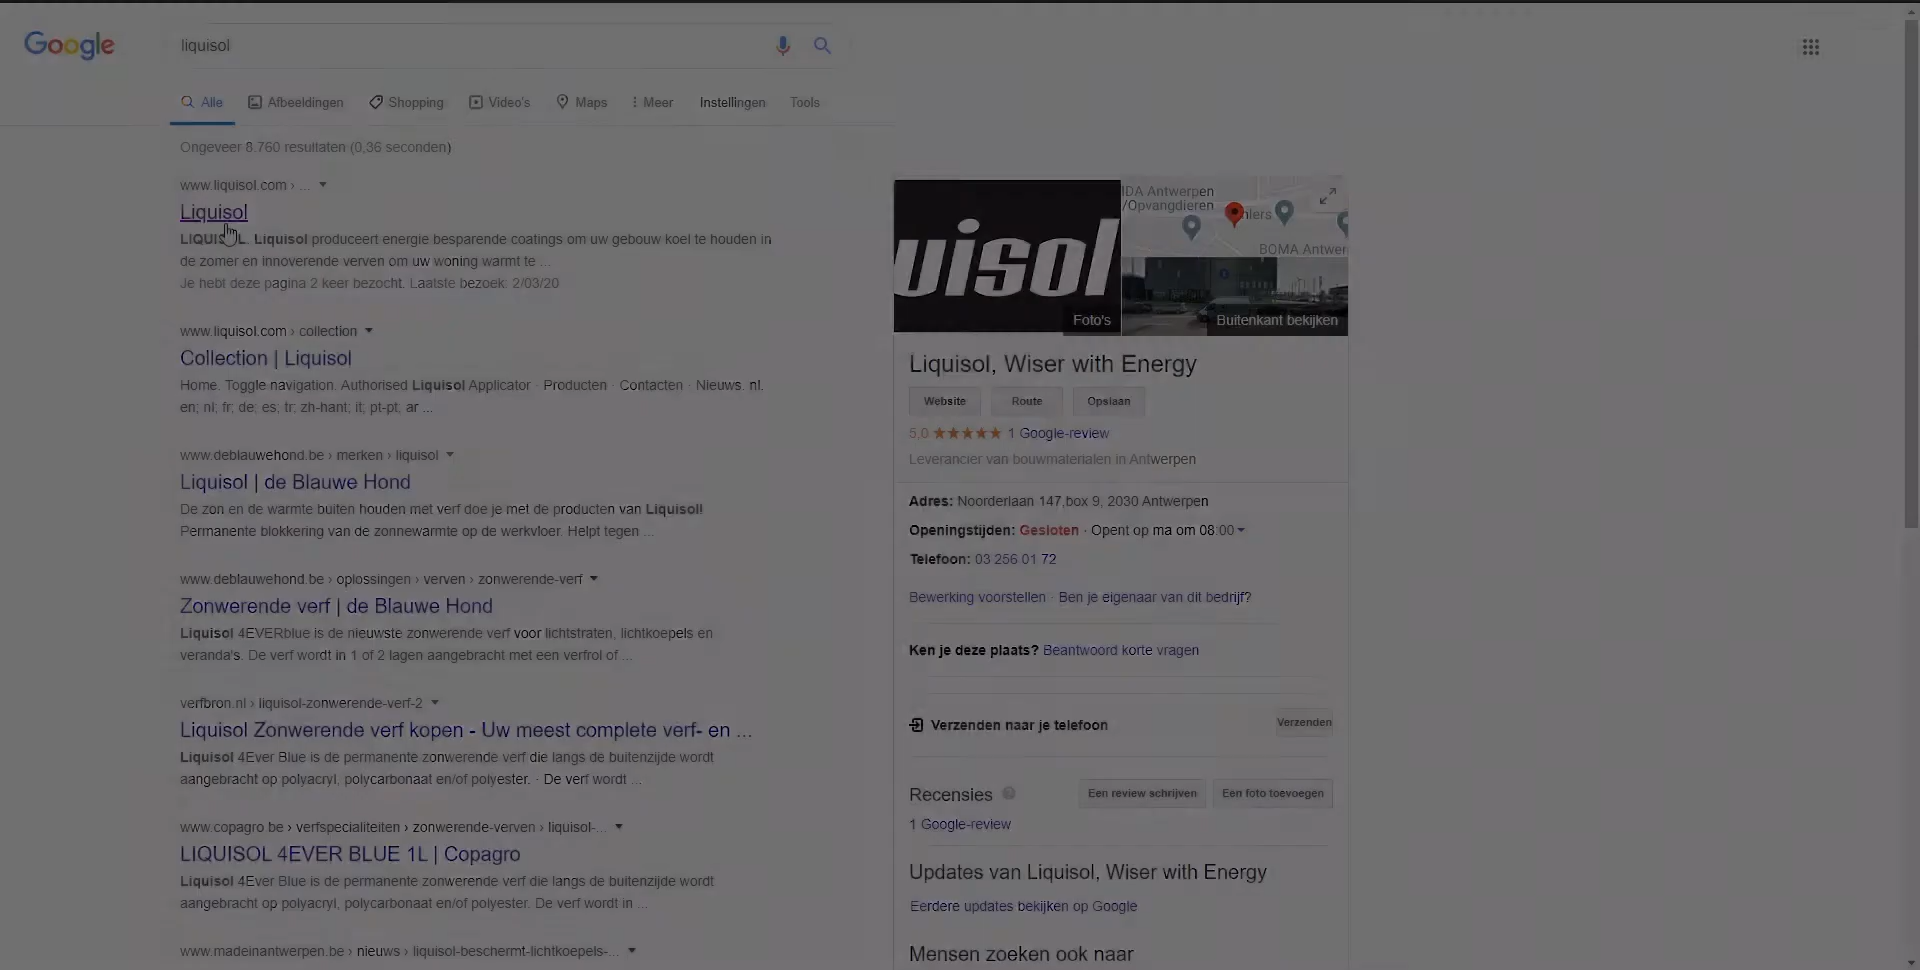 Google
liquisol
Alle Afbeeldingen Shopping Video's Maps Meer Instellingen Tools
Ongeveer 8.760 resultaten (0,36 seconden)
www.liquisol.com › ...
Liquisol
LIQUISOL. Liquisol produceert energie besparende coatings om uw gebouw koel te houden in
de zomer en innoverende verven om uw woning warmt te ...
Je hebt deze pagina 2 keer bezocht. Laatste bezoek: 2/03/20
www.liquisol.com › collection
Collection | Liquisol
Home. Toggle navigation. Authorised Liquisol Applicator · Producten · Contacten · Nieuws. nl.
en; nl; fr; de; es; tr; zh-hant; it; pt-pt; ar ...
www.deblauwehond.be › merken › liquisol
Liquisol | de Blauwe Hond
De zon en de warmte buiten houden met verf doe je met de producten van Liquisol!
Permanente blokkering van de zonnewarmte op de werkvloer. Helpt tegen ...
www.deblauwehond.be › oplossingen › verven › zonwerende-verf
Zonwerende verf | de Blauwe Hond
Liquisol 4EVERblue is de nieuwste zonwerende verf voor lichtstraten, lichtkoepels en
veranda's. De verf wordt in 1 of 2 lagen aangebracht met een verfrol of ...
verfbron.nl › liquisol-zonwerende-verf-2
Liquisol Zonwerende verf kopen - Uw meest complete verf- en ...
Liquisol 4Ever Blue is de permanente zonwerende verf die langs de buitenzijde wordt
aangebracht op polyacryl, polycarbonaat en/of polyester. · De verf wordt ...
www.copagro.be › verfspecialiteiten › zonwerende-verven › liquisol-...
LIQUISOL 4EVER BLUE 1L | Copagro
Liquisol 4Ever Blue is de permanente zonwerende verf die langs de buitenzijde wordt
aangebracht op polyacryl, polycarbonaat en/of polyester. De verf wordt in ...
www.madeinantwerpen.be › nieuws › liquisol-beschermt-lichtkoepels-...
uisol
Foto's
IDA Antwerpen
/Opvangdieren
hlers
BOMA Antwer
Buitenkant bekijken
Liquisol, Wiser with Energy
Website Route Opslaan
5,0 1 Google-review
Leverancier van bouwmaterialen in Antwerpen
Adres: Noorderlaan 147,box 9, 2030 Antwerpen
Openingstijden: Gesloten · Opent op ma om 08:00
Telefoon: 03 256 01 72
Bewerking voorstellen · Ben je eigenaar van dit bedrijf?
Ken je deze plaats? Beantwoord korte vragen
Verzenden naar je telefoon Verzenden
Recensies Een review schrijven Een foto toevoegen
1 Google-review
Updates van Liquisol, Wiser with Energy
Eerdere updates bekijken op Google
Mensen zoeken ook naar